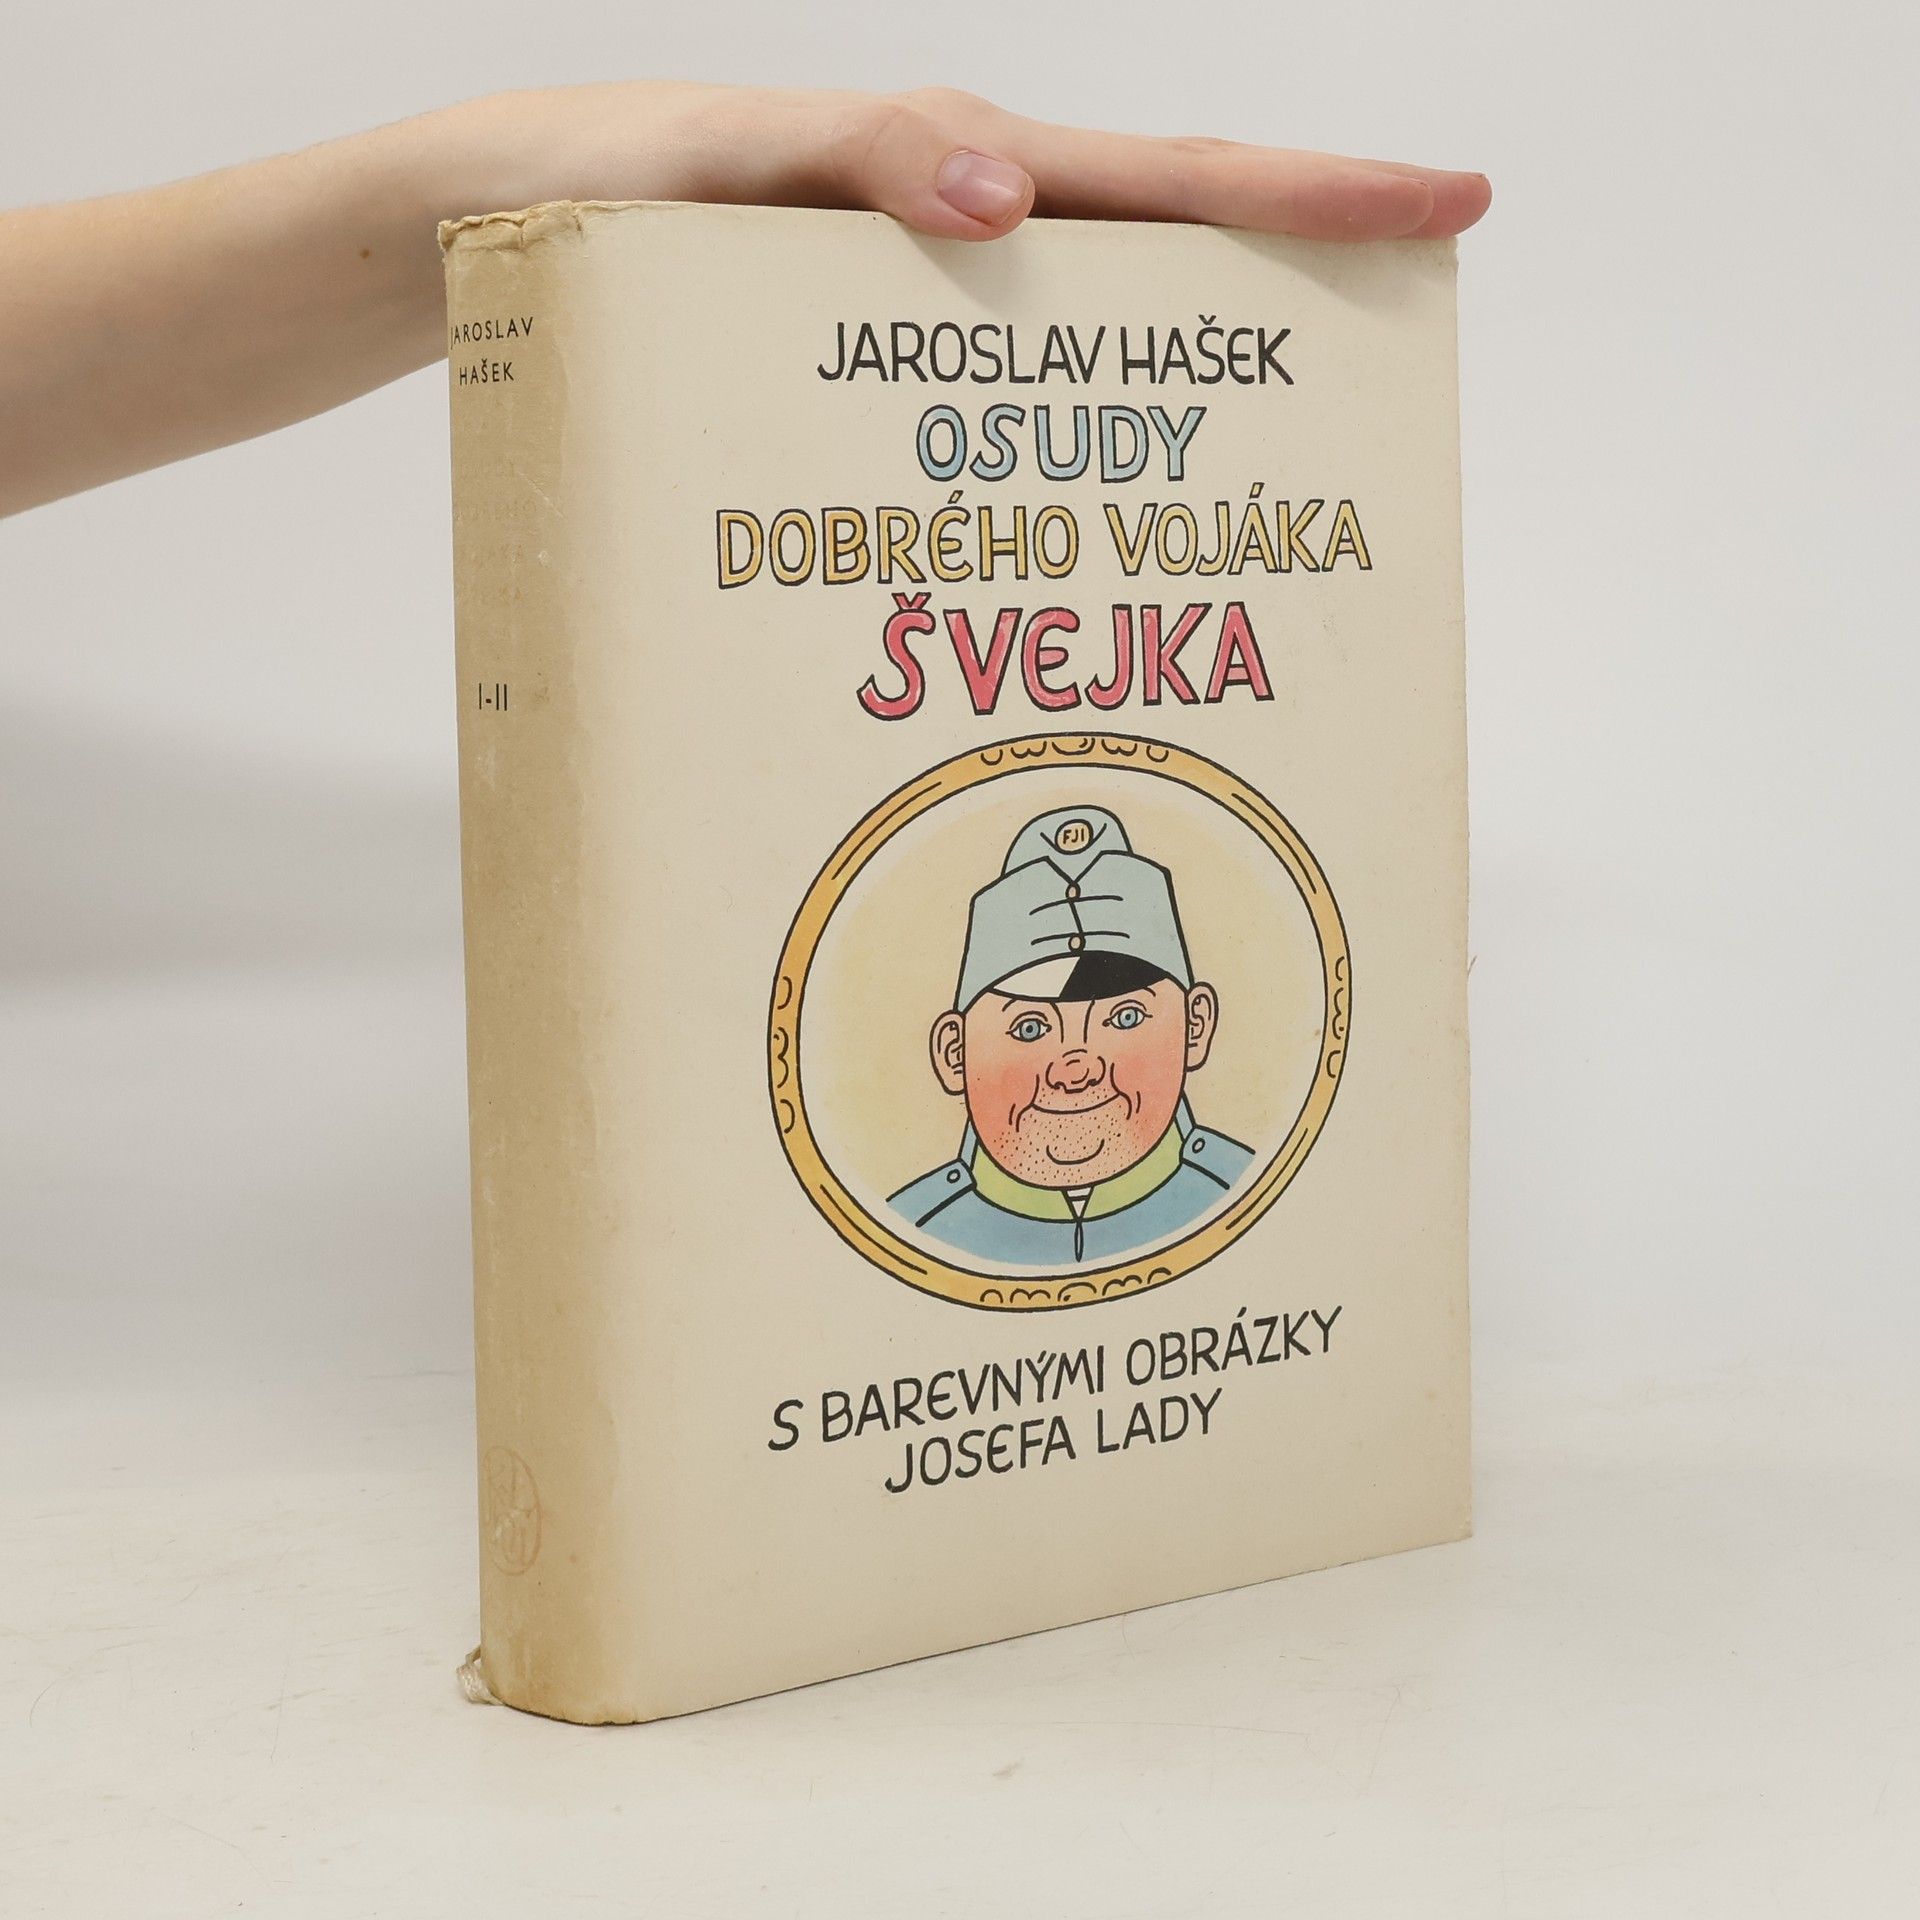 JAROSLAV
HAŠEK
I-II
JAROSLAV HAŠEK
OSUDY
DOBRÉHO VOJÁKA
ŠVEJKA
FJI
S BAREVNÝMI OBRÁZKY
JOSEFA LADY